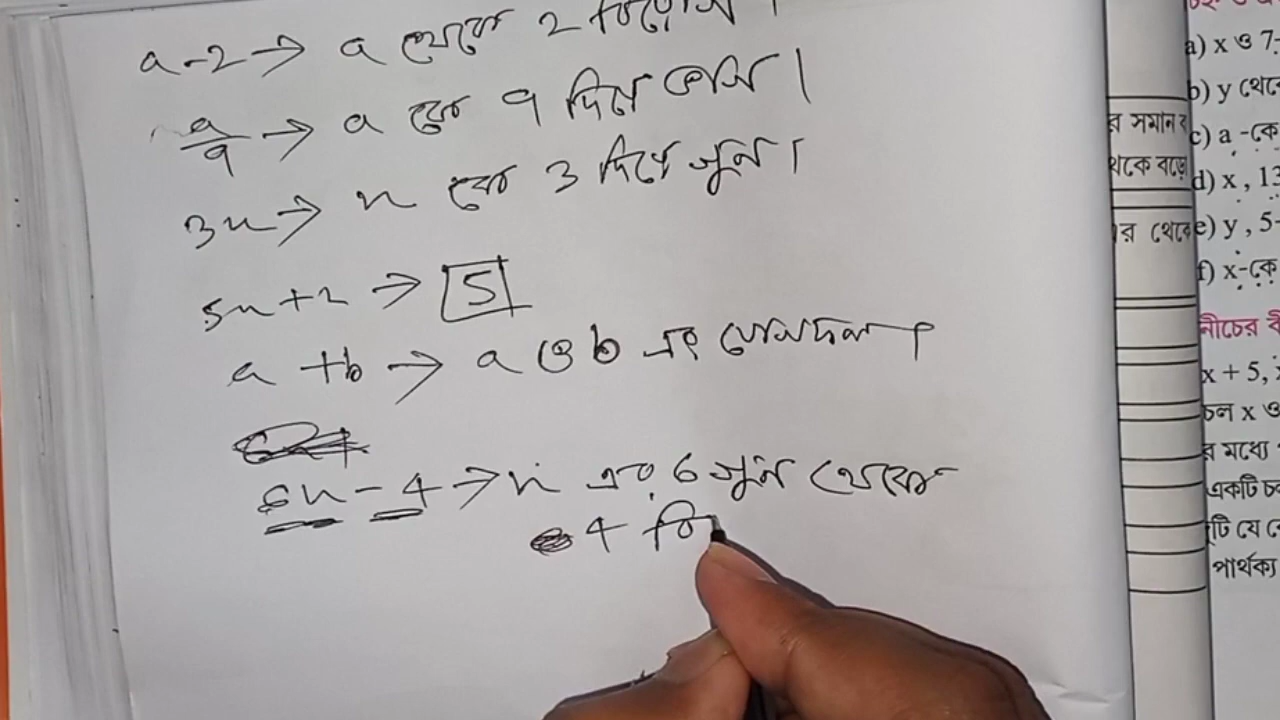 a - 2 → a থেকে 2 বিয়োগ ।
a/9 → a কে 9 দিয়ে ভাগ ।
3x → x কে 3 দিয়ে গুন ।
5x + 2 → 5
a + b → a ও b এর যোগফল ।
6x - 4 → x এর 6 গুন থেকে
4 বি
র সমান
থেকে বড়ো
র থেকে
a) x ও 7-
b) y থেকে
c) a -কে
d) x , 13
e) y , 5-
f) x-কে
নীচের বী
x + 5,
চল x ও
র মধ্যে
একটি চ
টি যে
পার্থক্য